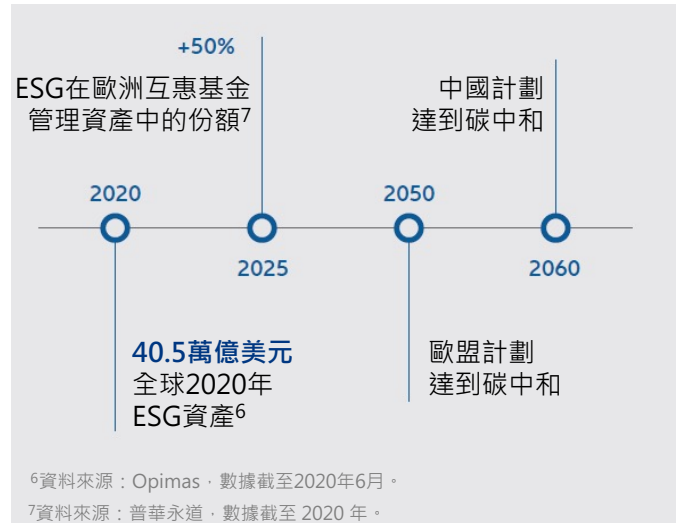 +50%
ESG在歐洲互惠基金
管理資產中的份額7
中國計劃
達到碳中和
2020
2050
2025
2060
40.5萬億美元
全球2020年
ESG資產6
歐盟計劃
達到碳中和
6資料來源：Opimas，數據截至2020年6月。
7資料來源：普華永道，數據截至 2020 年。